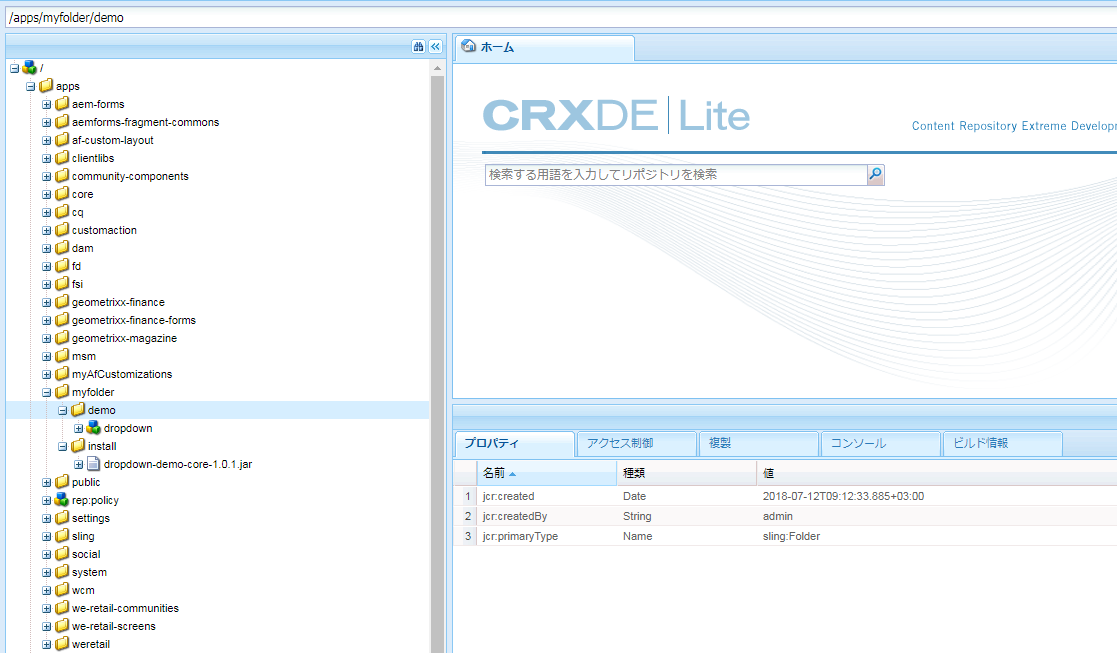 /apps/myfolder/demo
/
apps
aem-forms
aemforms-fragment-commons
af-custom-layout
clientlibs
community-components
core
cq
customaction
dam
fd
fsi
geometrixx-finance
geometrixx-finance-forms
geometrixx-magazine
msm
myAfCustomizations
myfolder
demo
dropdown
install
dropdown-demo-core-1.0.1.jar
public
rep:policy
settings
sling
social
system
wcm
we-retail-communities
we-retail-screens
weretail
ホーム
CRXDE Lite
Content Repository Extreme Developm
検索する用語を入力してリポジトリを検索
プロパティ アクセス制御 複製 コンソール ビルド情報
名前 種類 値
1 jcr:created Date 2018-07-12T09:12:33.885+03:00
2 jcr:createdBy String admin
3 jcr:primaryType Name sling:Folder